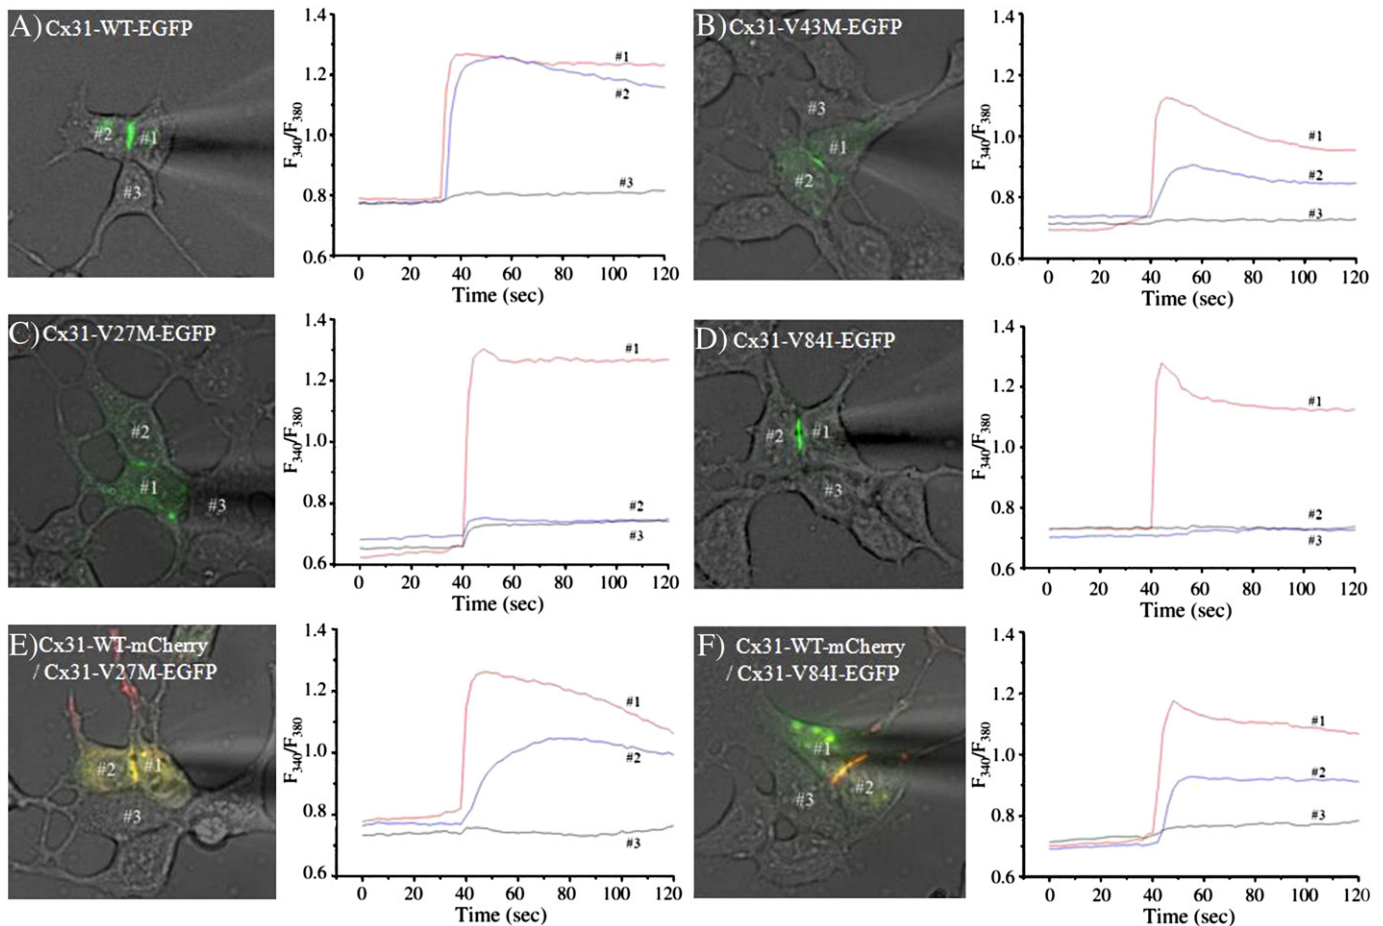 A) Cx31-WT-EGFP
#2
#1
#3
F340/F380
1.4
1.2
1.0
0.8
0.6
#1
#2
#3
0 20 40 60 80 100 120
Time (sec)
B) Cx31-V43M-EGFP
#3
#1
#2
F340/F380
1.4
1.2
1.0
0.8
0.6
#1
#2
#3
0 20 40 60 80 100 120
Time (sec)
C) Cx31-V27M-EGFP
#2
#1
#3
F340/F380
1.4
1.2
1.0
0.8
0.6
#1
#2
#3
0 20 40 60 80 100 120
Time (sec)
D) Cx31-V84I-EGFP
#2
#1
#3
F340/F380
1.4
1.2
1.0
0.8
0.6
#1
#2
#3
0 20 40 60 80 100 120
Time (sec)
E) Cx31-WT-mCherry
/ Cx31-V27M-EGFP
#2
#1
#3
F340/F380
1.4
1.2
1.0
0.8
0.6
#1
#2
#3
0 20 40 60 80 100 120
Time (sec)
F) Cx31-WT-mCherry
/ Cx31-V84I-EGFP
#1
#2
#3
F340/F380
1.4
1.2
1.0
0.8
0.6
#1
#2
#3
0 20 40 60 80 100 120
Time (sec)